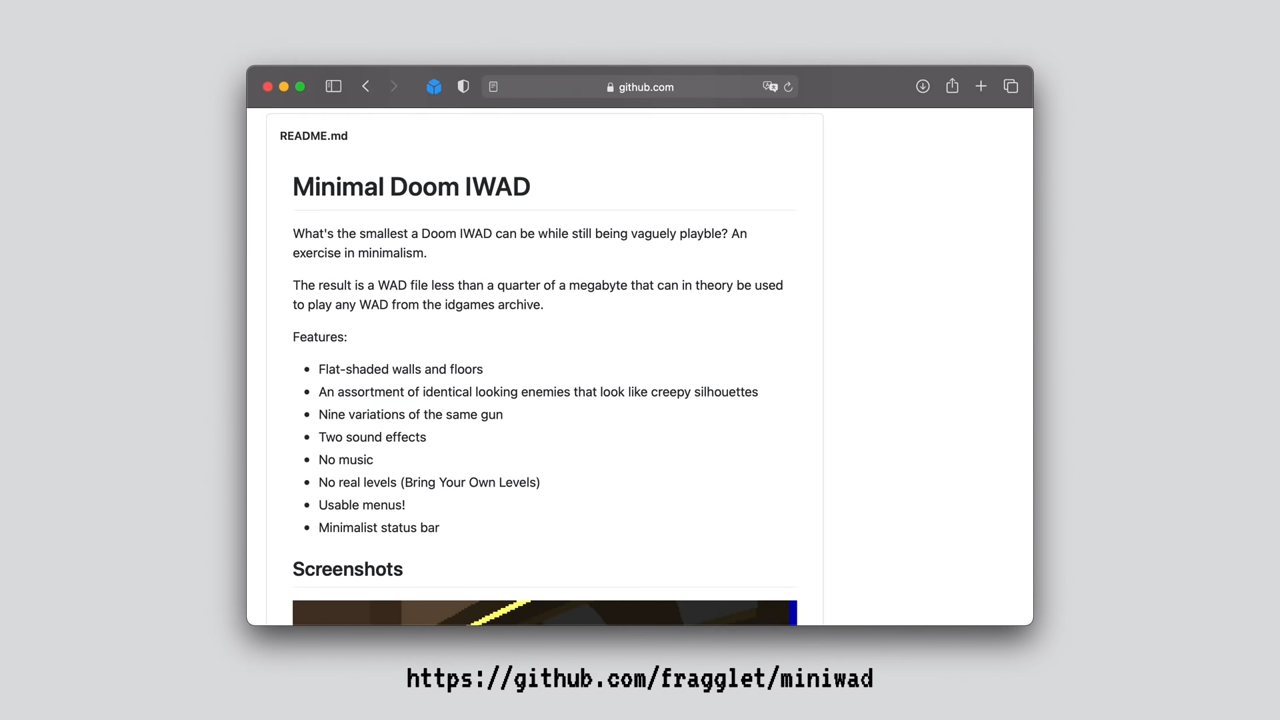 github.com
README.md
Minimal Doom IWAD
What's the smallest a Doom IWAD can be while still being vaguely playble? An
exercise in minimalism.
The result is a WAD file less than a quarter of a megabyte that can in theory be used
to play any WAD from the idgames archive.
Features:
• Flat-shaded walls and floors
• An assortment of identical looking enemies that look like creepy silhouettes
• Nine variations of the same gun
• Two sound effects
• No music
• No real levels (Bring Your Own Levels)
• Usable menus!
• Minimalist status bar
Screenshots
https://github.com/fragglet/miniwad